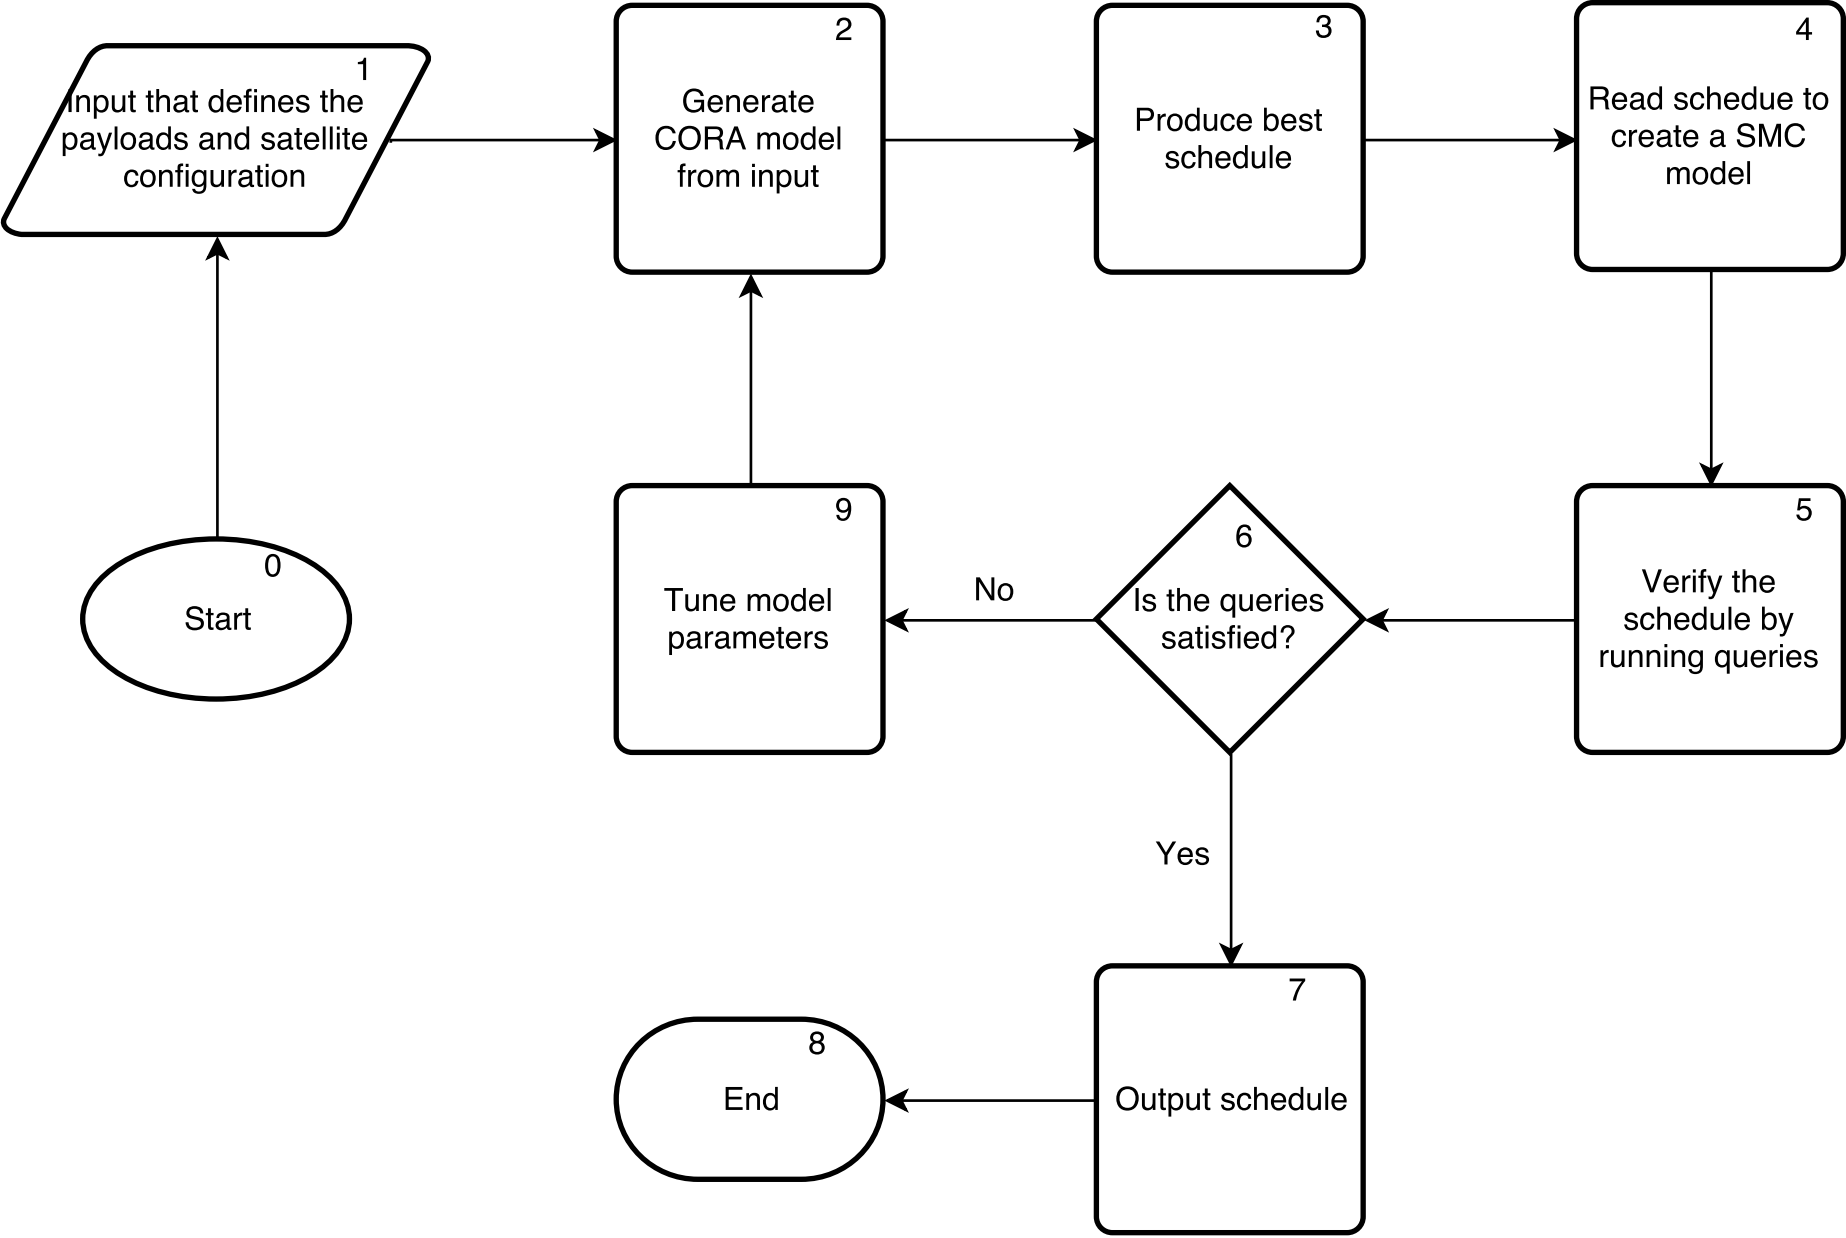 1
Input that defines the
payloads and satellite
configuration
2
Generate
CORA model
from input
3
Produce best
schedule
4
Read schedue to
create a SMC
model
0
Start
9
Tune model
parameters
No
6
Is the queries
satisfied?
5
Verify the
schedule by
running queries
Yes
8
End
7
Output schedule